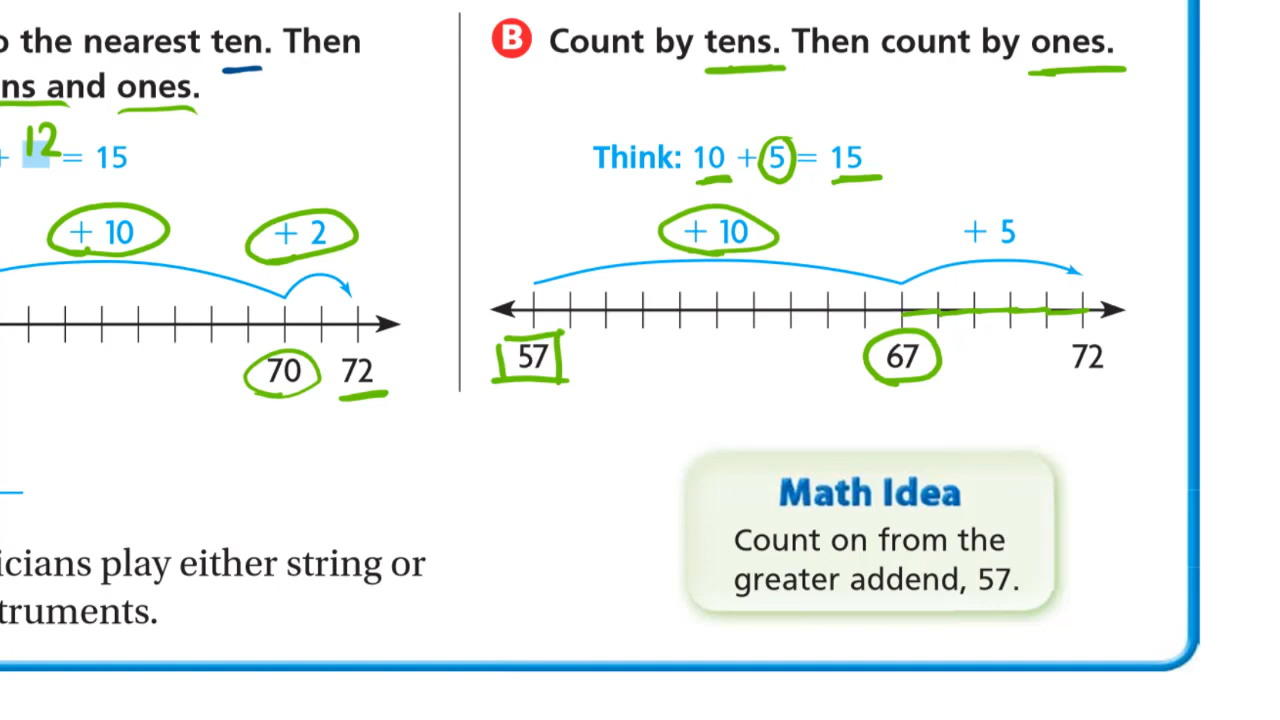 o the nearest ten. Then
ns and ones.
+ 12 = 15
+ 10 + 2
70 72
icians play either string or
truments.
B Count by tens. Then count by ones.
Think: 10 + 5 = 15
+ 10 + 5
57 67 72
Math Idea
Count on from the
greater addend, 57.